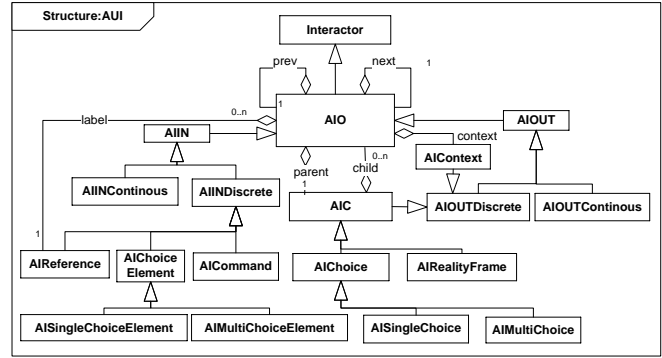 Structure:AUI
Interactor
prev
next
1
1
AIO
label
0..n
AIIN
AIOUT
context
AIContext
parent
child
0..n
1
AIINContinous
AIINDiscrete
AIC
AIOUTDiscrete
AIOUTContinous
1
AIReference
AIChoice
Element
AICommand
AIChoice
AIRealityFrame
AISingleChoiceElement
AIMultiChoiceElement
AISingleChoice
AIMultiChoice